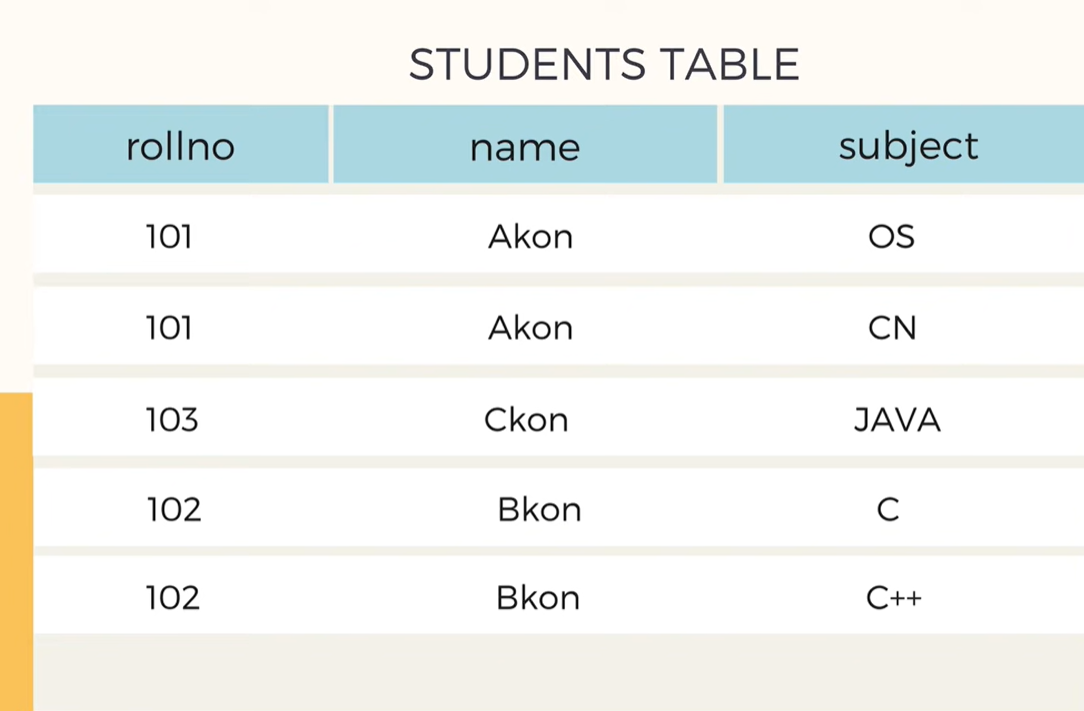 STUDENTS TABLE
rollno name subject
101 Akon OS
101 Akon CN
103 Ckon JAVA
102 Bkon C
102 Bkon C++